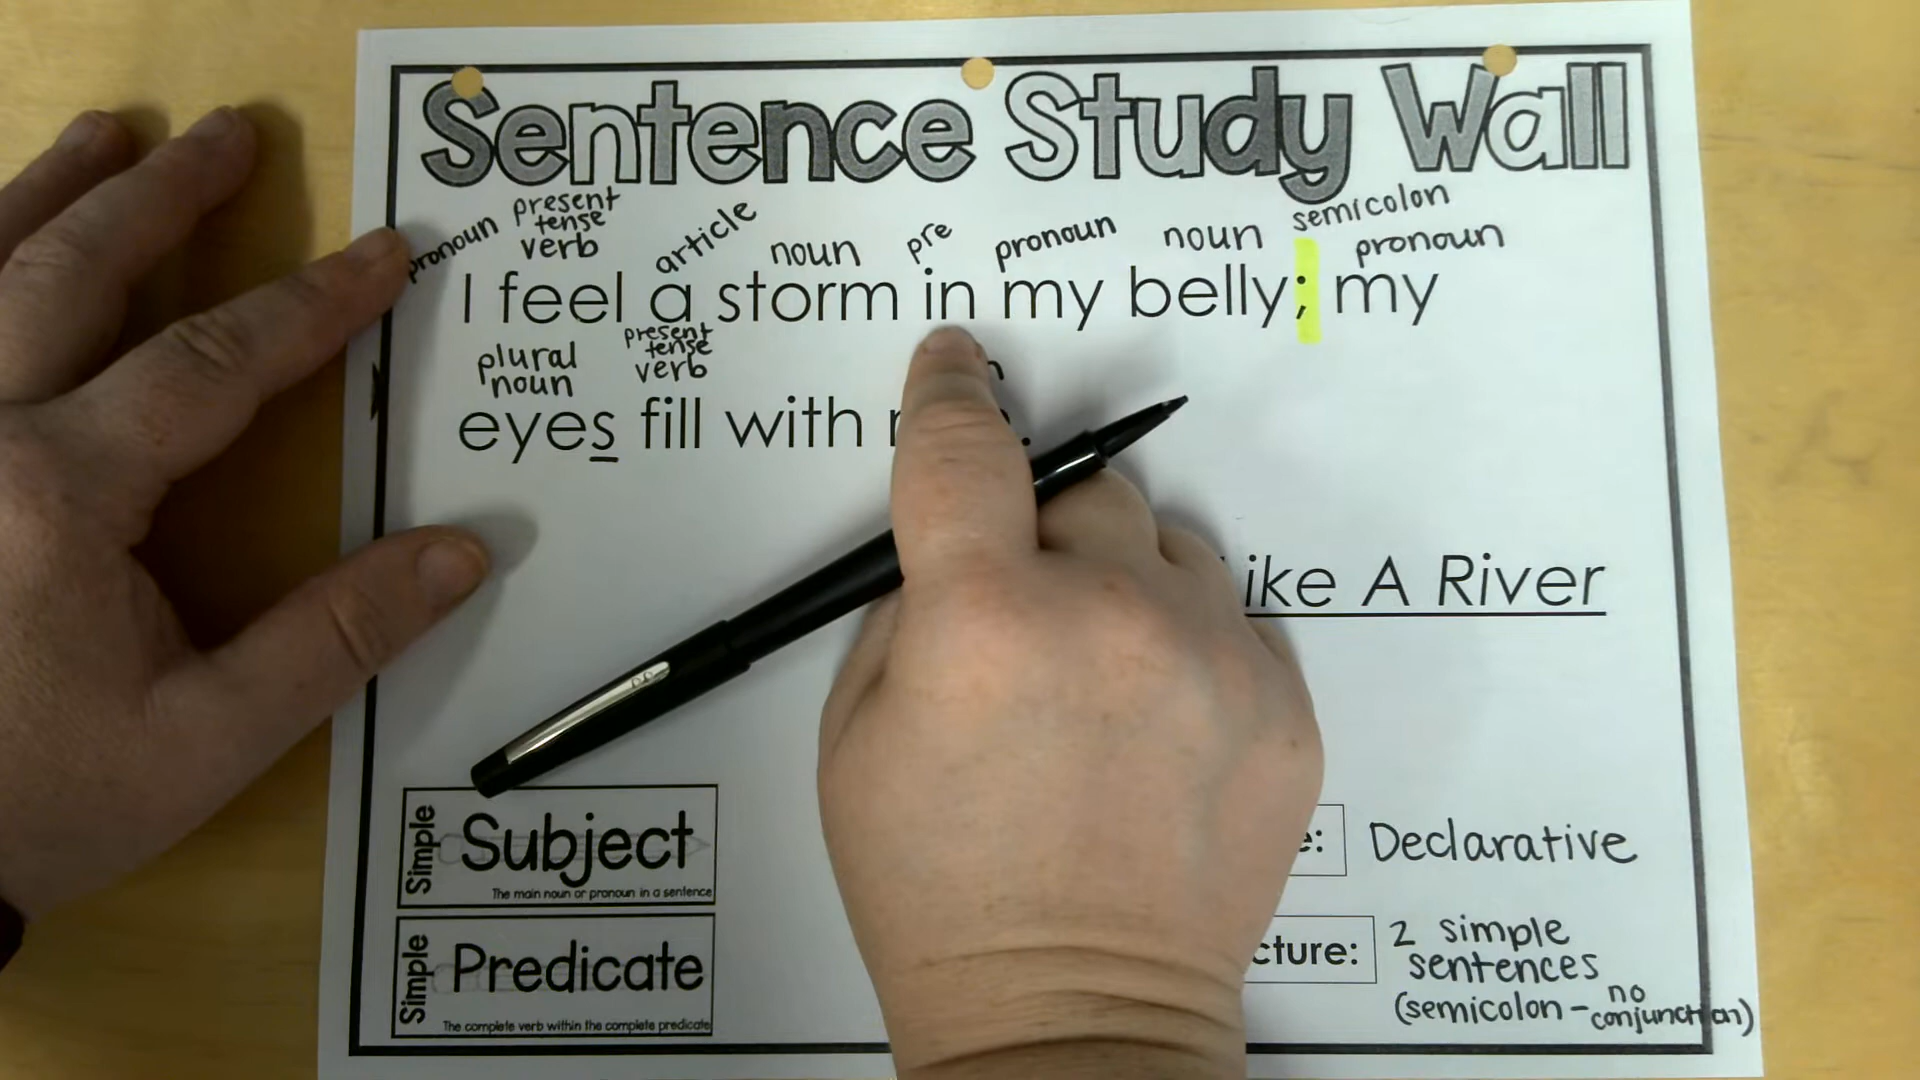 Sentence Study Wall
pronoun present tense verb article noun pre pronoun noun semicolon pronoun
I feel a storm in my belly; my
plural noun present tense verb
eyes fill with
ike A River
Simple Subject
The main noun or pronoun in a sentence
Declarative
Simple Predicate
The complete verb within the complete predicate
cture: 2 simple
sentences
(semicolon - no conjunction)